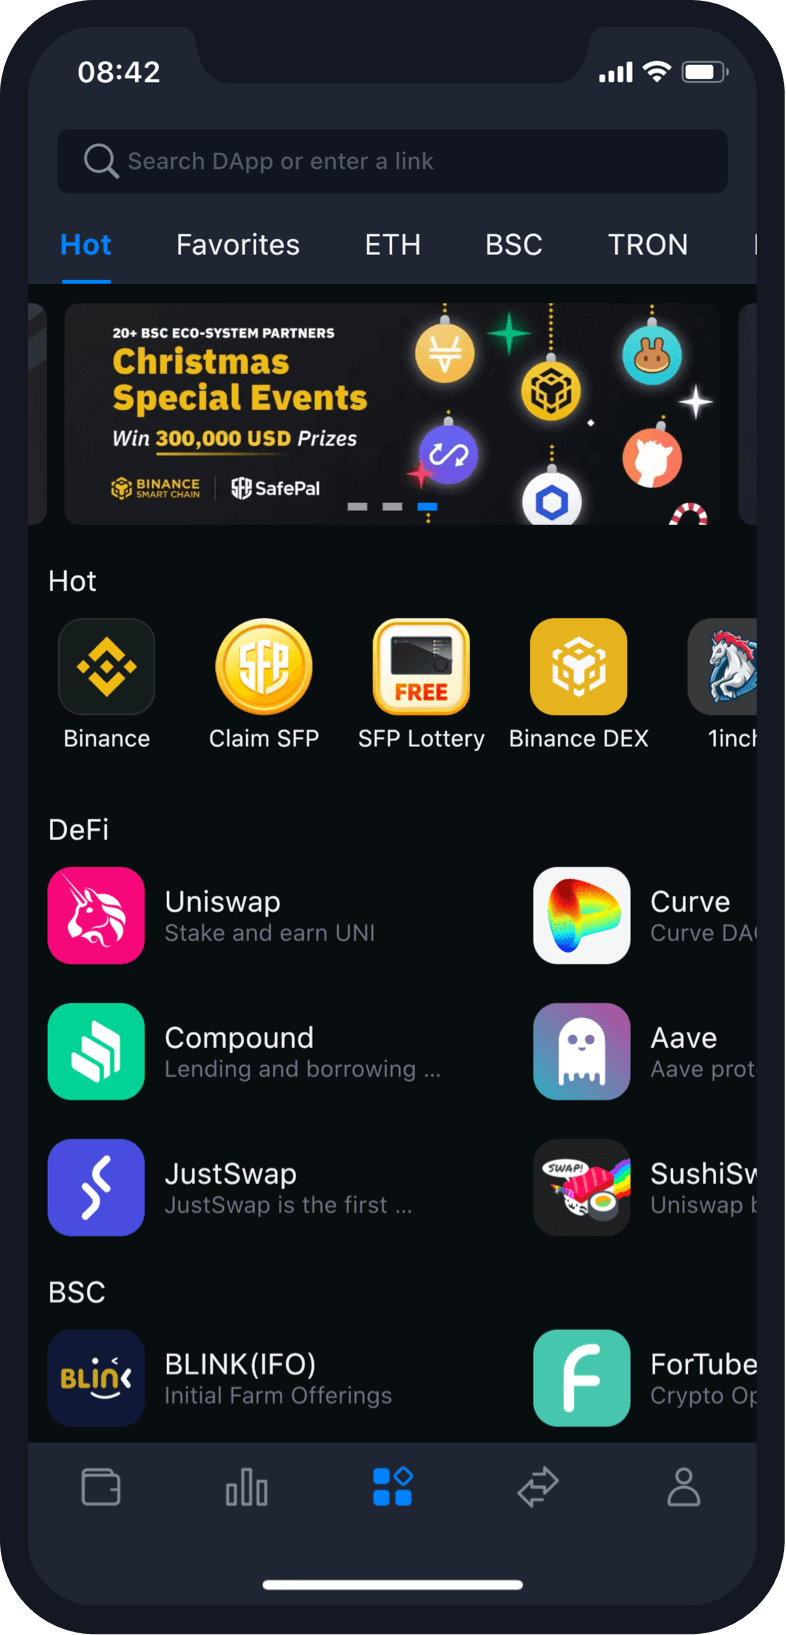 08:42
Search DApp or enter a link
Hot Favorites ETH BSC TRON
20+ BSC ECO-SYSTEM PARTNERS
Christmas
Special Events
Win 300,000 USD Prizes
BINANCE
SMART CHAIN
SafePal
Hot
SFP
FREE
Binance Claim SFP SFP Lottery Binance DEX 1inch
DeFi
Uniswap
Stake and earn UNI
Curve
Curve DAO
Compound
Lending and borrowing ...
Aave
Aave prot
JustSwap
JustSwap is the first ...
SWAP!
SushiSw
Uniswap b
BSC
BLINK
BLINK(IFO)
Initial Farm Offerings
ForTube
Crypto Op